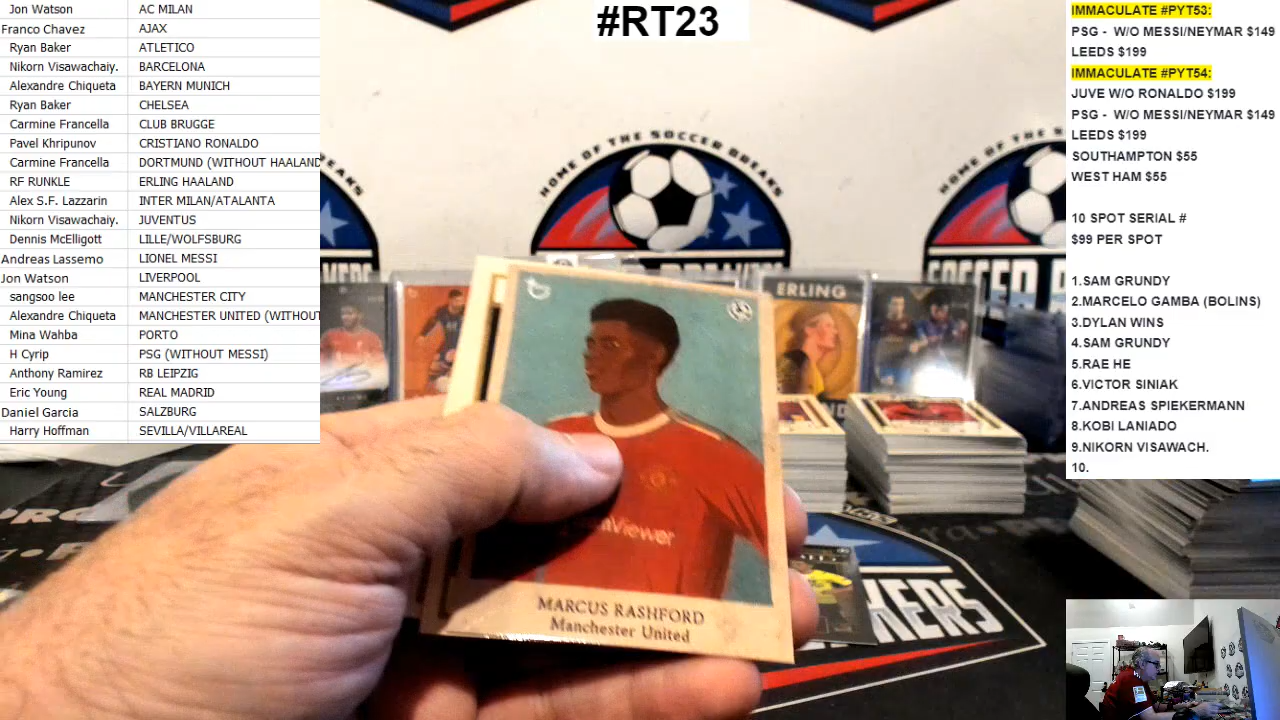 Jon Watson AC MILAN
Franco Chavez AJAX
Ryan Baker ATLETICO
Nikorn Visawachaiy. BARCELONA
Alexandre Chiqueta BAYERN MUNICH
Ryan Baker CHELSEA
Carmine Francella CLUB BRUGGE
Pavel Khripunov CRISTIANO RONALDO
Carmine Francella DORTMUND (WITHOUT HAALAND
RF RUNKLE ERLING HAALAND
Alex S.F. Lazzarin INTER MILAN/ATALANTA
Nikorn Visawachaiy. JUVENTUS
Dennis McElligott LILLE/WOLFSBURG
Andreas Lassemo LIONEL MESSI
Jon Watson LIVERPOOL
sangsoo lee MANCHESTER CITY
Alexandre Chiqueta MANCHESTER UNITED (WITHOUT
Mina Wahba PORTO
H Cyrip PSG (WITHOUT MESSI)
Anthony Ramirez RB LEIPZIG
Eric Young REAL MADRID
Daniel Garcia SALZBURG
Harry Hoffman SEVILLA/VILLAREAL
#RT23
HOME OF THE SOCCER BREAKS
ERLING
MARCUS RASHFORD
Manchester United
KERS
IMMACULATE #PYT53:
PSG - W/O MESSI/NEYMAR $149
LEEDS $199
IMMACULATE #PYT54:
JUVE W/O RONALDO $199
PSG - W/O MESSI/NEYMAR $149
LEEDS $199
SOUTHAMPTON $55
WEST HAM $55
10 SPOT SERIAL #
$99 PER SPOT
1.SAM GRUNDY
2.MARCELO GAMBA (BOLINS)
3.DYLAN WINS
4.SAM GRUNDY
5.RAE HE
6.VICTOR SINIAK
7.ANDREAS SPIEKERMANN
8.KOBI LANIADO
9.NIKORN VISAWACH.
10.